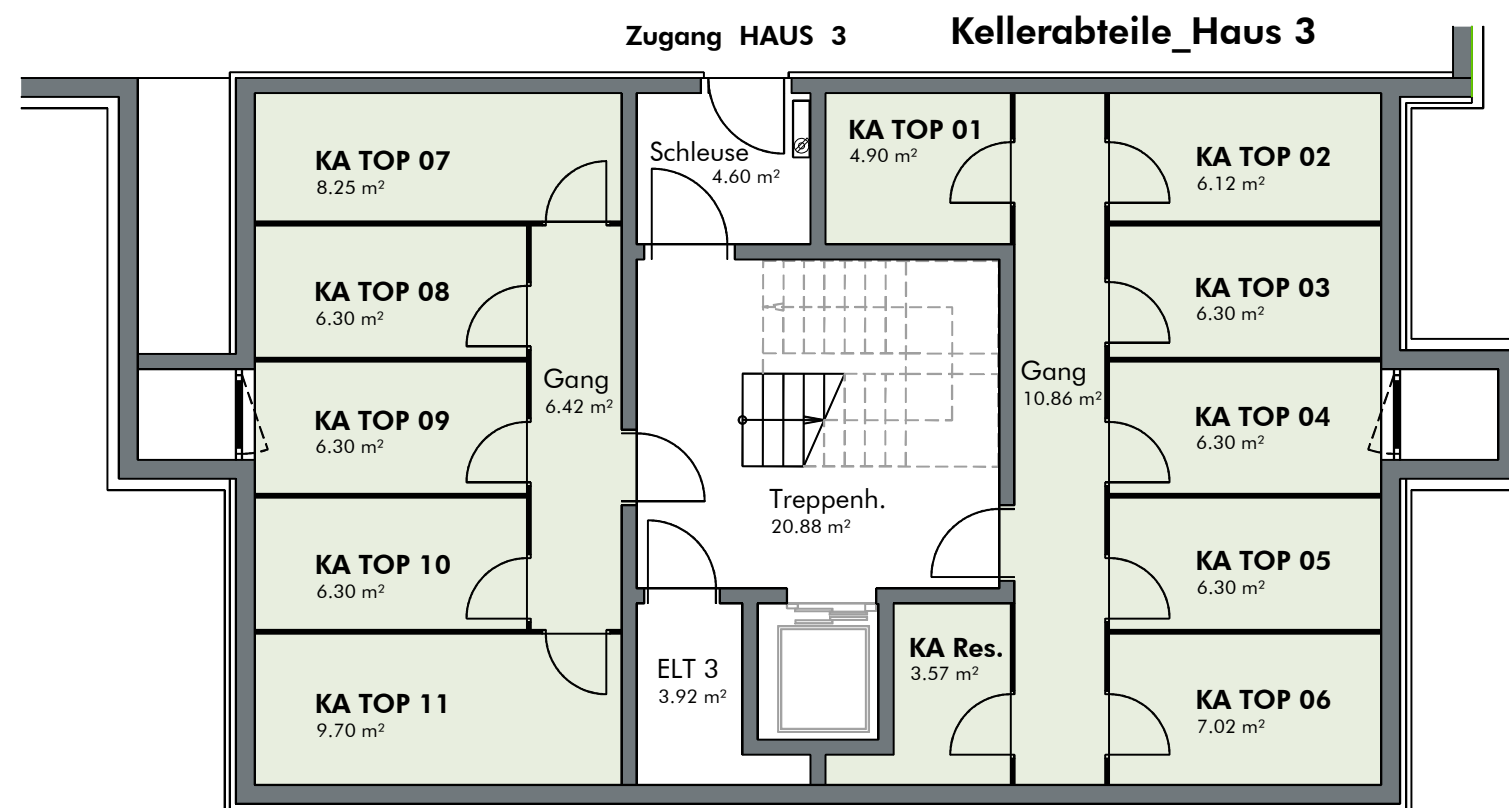 Zugang HAUS 3
Kellerabteile_Haus 3
KA TOP 07
8.25 m²
Schleuse
4.60 m²
KA TOP 01
4.90 m²
KA TOP 02
6.12 m²
KA TOP 08
6.30 m²
KA TOP 03
6.30 m²
Gang
6.42 m²
Gang
10.86 m²
KA TOP 09
6.30 m²
KA TOP 04
6.30 m²
Treppenh.
20.88 m²
KA TOP 10
6.30 m²
KA TOP 05
6.30 m²
ELT 3
3.92 m²
KA Res.
3.57 m²
KA TOP 11
9.70 m²
KA TOP 06
7.02 m²